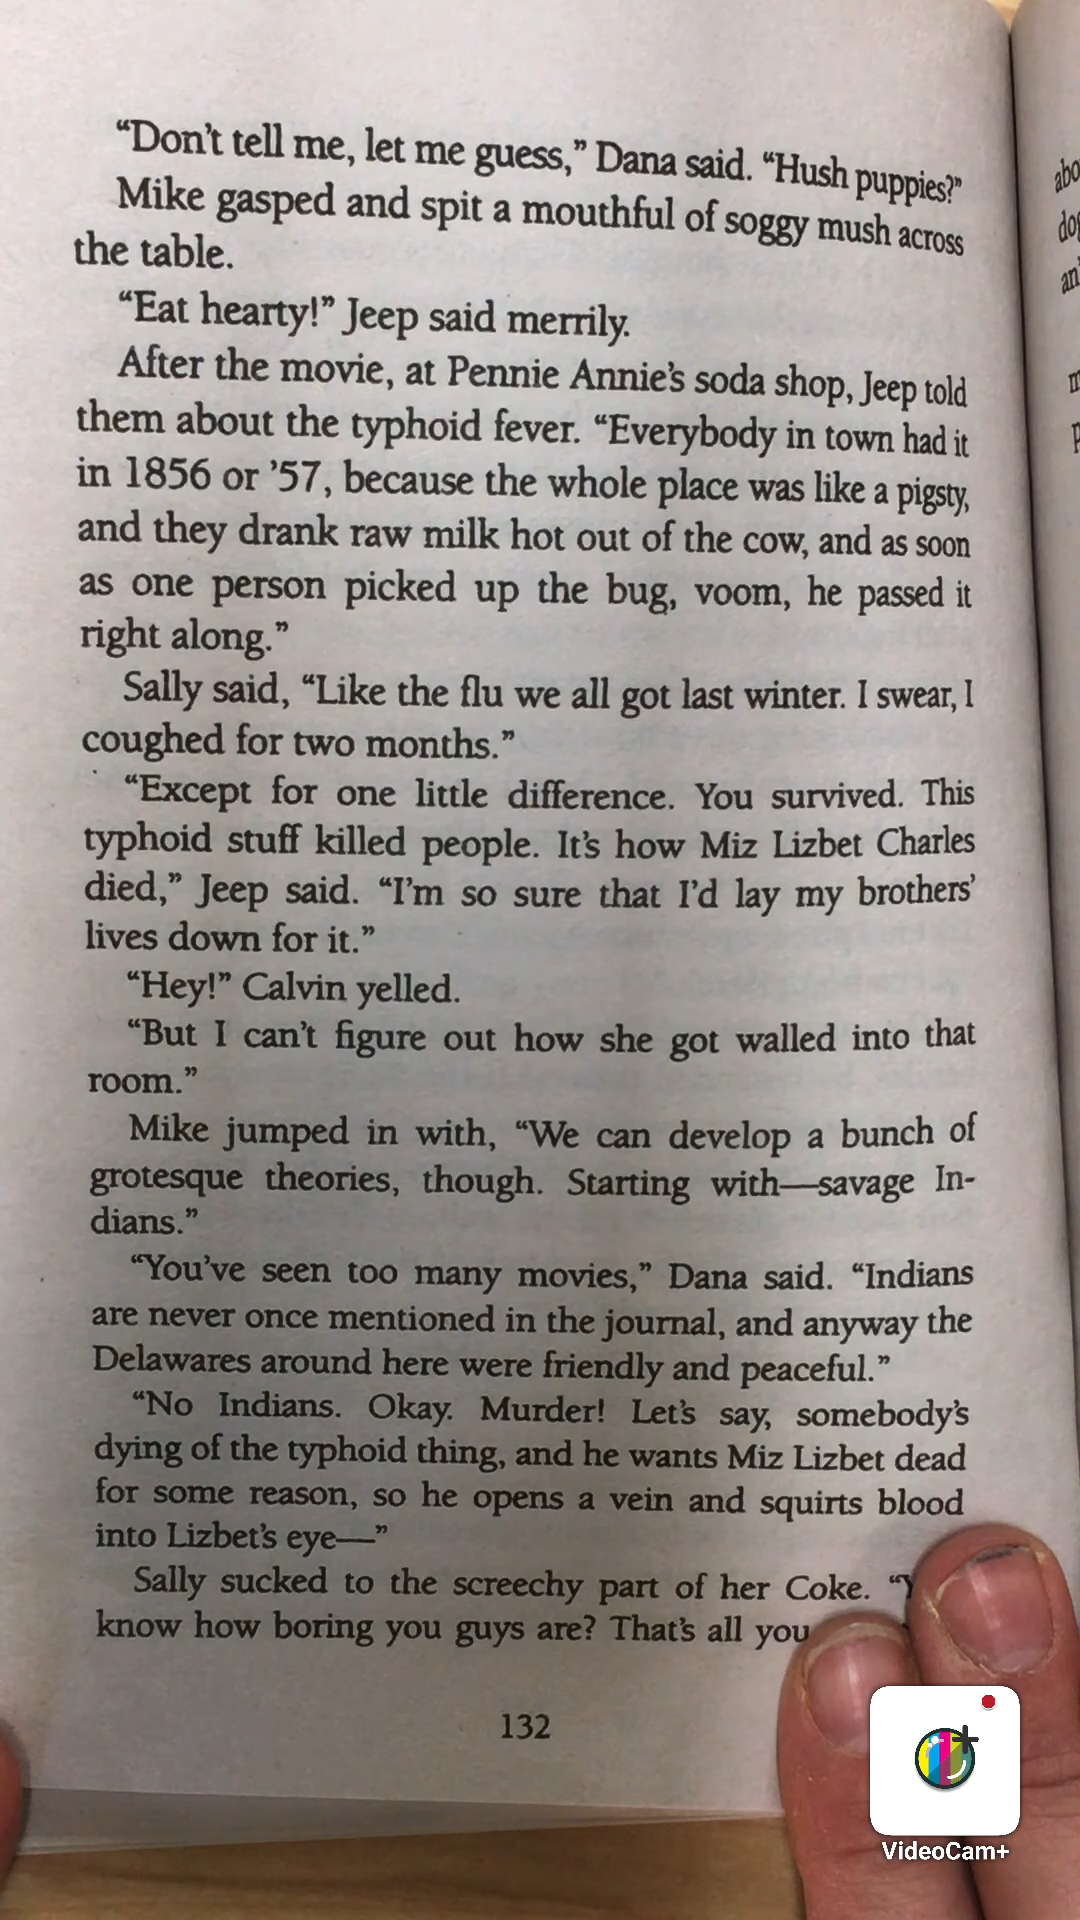 “Don’t tell me, let me guess,” Dana said. “Hush puppies?”
Mike gasped and spit a mouthful of soggy mush across
the table.
“Eat hearty!” Jeep said merrily.
After the movie, at Pennie Annie’s soda shop, Jeep told
them about the typhoid fever. “Everybody in town had it
in 1856 or ’57, because the whole place was like a pigsty,
and they drank raw milk hot out of the cow, and as soon
as one person picked up the bug, voom, he passed it
right along.”
Sally said, “Like the flu we all got last winter. I swear, I
coughed for two months.”
“Except for one little difference. You survived. This
typhoid stuff killed people. It’s how Miz Lizbet Charles
died,” Jeep said. “I’m so sure that I’d lay my brothers’
lives down for it.”
“Hey!” Calvin yelled.
“But I can’t figure out how she got walled into that
room.”
Mike jumped in with, “We can develop a bunch of
grotesque theories, though. Starting with—savage In-
dians.”
“You’ve seen too many movies,” Dana said. “Indians
are never once mentioned in the journal, and anyway the
Delawares around here were friendly and peaceful.”
“No Indians. Okay. Murder! Let’s say, somebody’s
dying of the typhoid thing, and he wants Miz Lizbet dead
for some reason, so he opens a vein and squirts blood
into Lizbet’s eye—”
Sally sucked to the screechy part of her Coke.
know how boring you guys are? That’s all you
132
VideoCam+